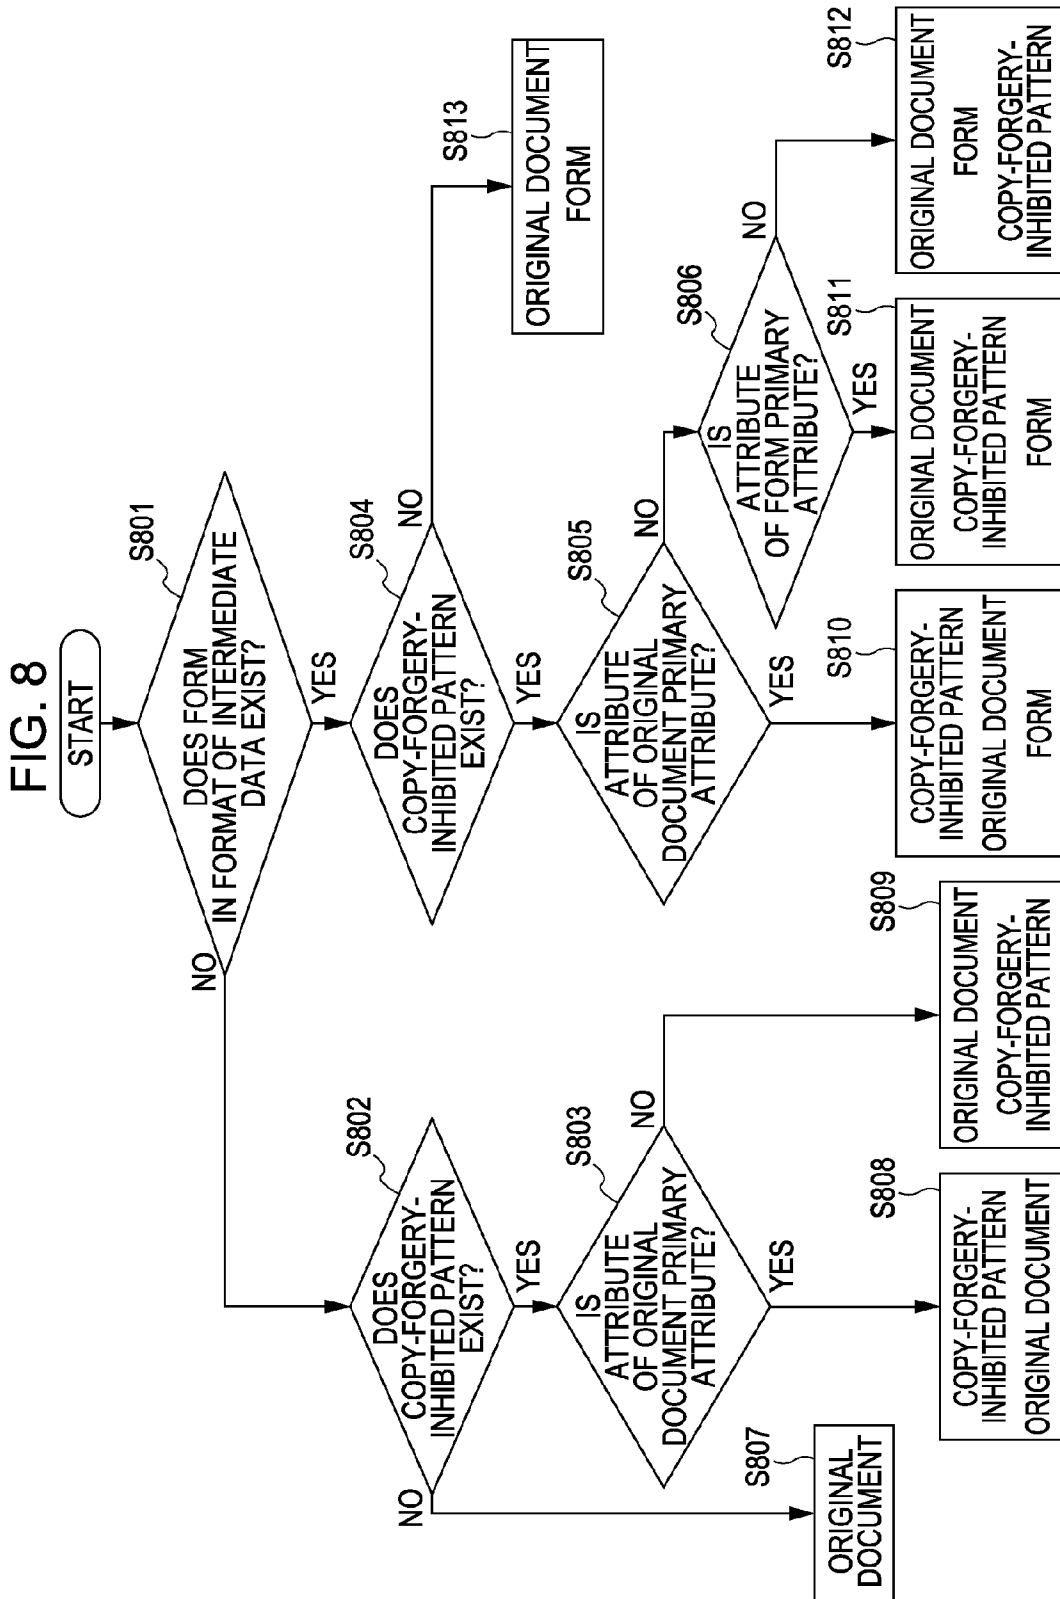 FIG. 8
START
S801
DOES FORM
IN FORMAT OF INTERMEDIATE
DATA EXIST?
NO
YES
S802
DOES
COPY-FORGERY-
INHIBITED PATTERN
EXIST?
NO
YES
S804
DOES
COPY-FORGERY-
INHIBITED PATTERN
EXIST?
NO
YES
S813
ORIGINAL DOCUMENT
FORM
S803
IS
ATTRIBUTE
OF ORIGINAL
DOCUMENT PRIMARY
ATTRIBUTE?
NO
YES
S805
IS
ATTRIBUTE
OF ORIGINAL
DOCUMENT PRIMARY
ATTRIBUTE?
NO
YES
S806
IS
ATTRIBUTE
OF FORM PRIMARY
ATTRIBUTE?
NO
YES
S807
ORIGINAL
DOCUMENT
S808
COPY-FORGERY-
INHIBITED PATTERN
ORIGINAL DOCUMENT
S809
ORIGINAL DOCUMENT
COPY-FORGERY-
INHIBITED PATTERN
S810
COPY-FORGERY-
INHIBITED PATTERN
ORIGINAL DOCUMENT
FORM
S811
ORIGINAL DOCUMENT
COPY-FORGERY-
INHIBITED PATTERN
FORM
S812
ORIGINAL DOCUMENT
FORM
COPY-FORGERY-
INHIBITED PATTERN